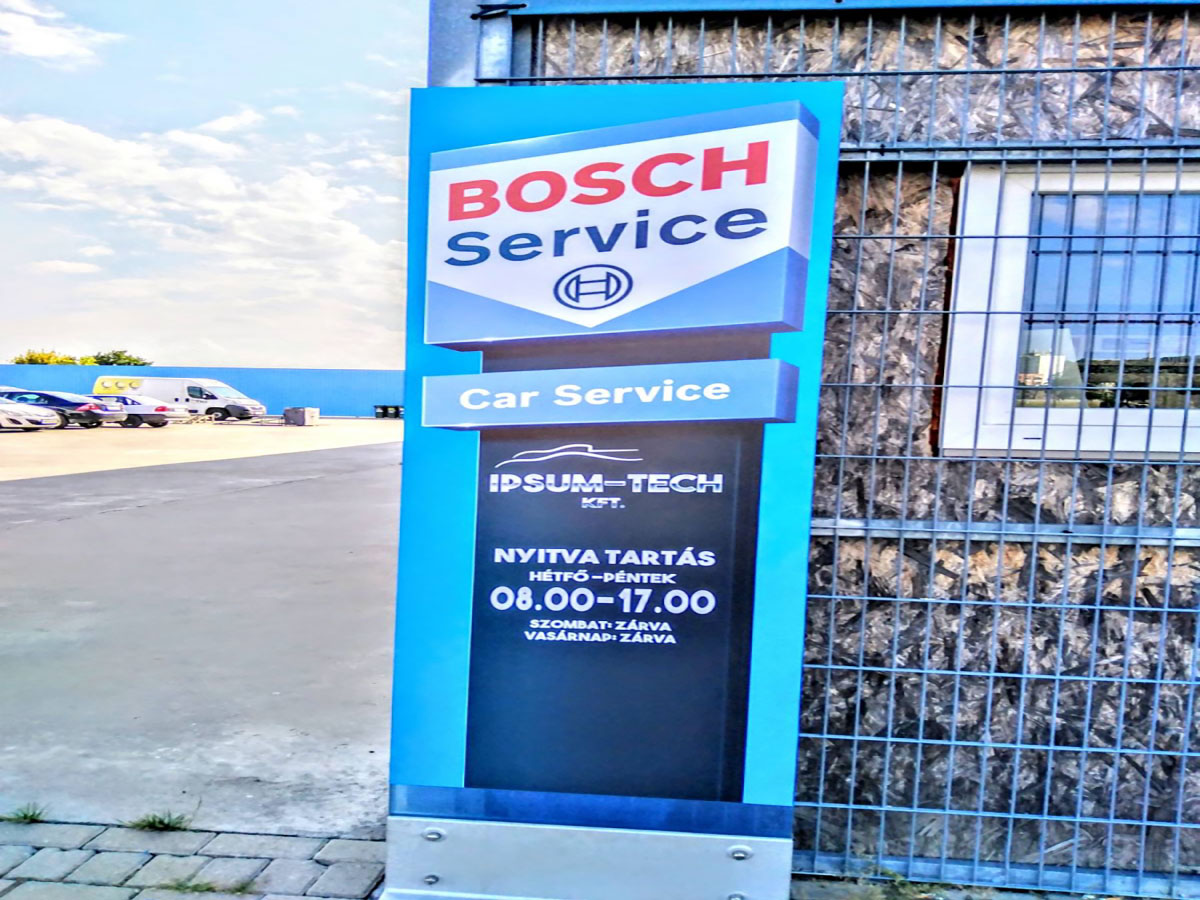 BOSCH
Service
Car Service
IPSUM-TECH
KFT.
NYITVA TARTÁS
HÉTFŐ-PÉNTEK
08.00-17.00
SZOMBAT: ZÁRVA
VASÁRNAP: ZÁRVA